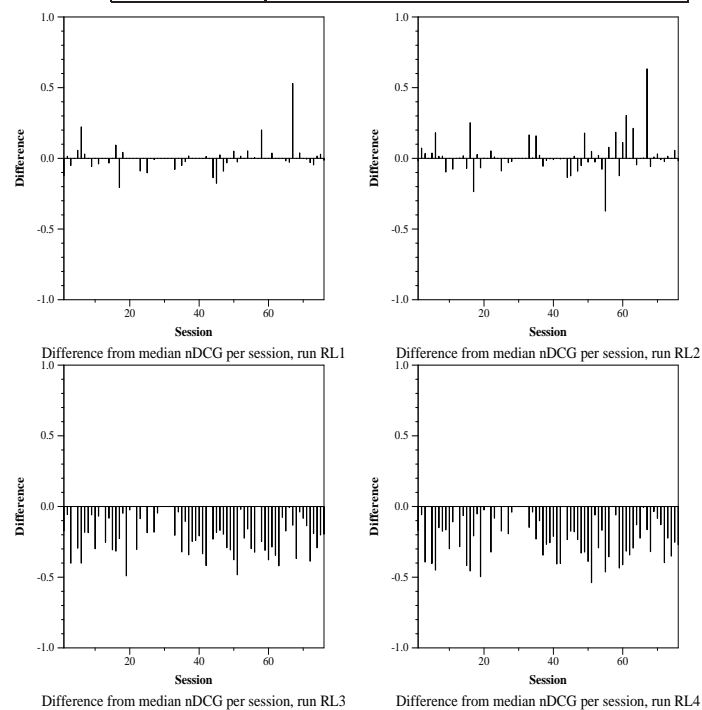 1.0
0.5
0.0
-0.5
-1.0
Difference
20
60
Session
Difference from median nDCG per session, run RL1
1.0
0.5
0.0
-0.5
-1.0
Difference
20
60
Session
Difference from median nDCG per session, run RL2
1.0
0.5
0.0
-0.5
-1.0
Difference
20
40
60
Session
Difference from median nDCG per session, run RL3
1.0
0.5
0.0
-0.5
-1.0
Difference
20
60
Session
Difference from median nDCG per session, run RL4